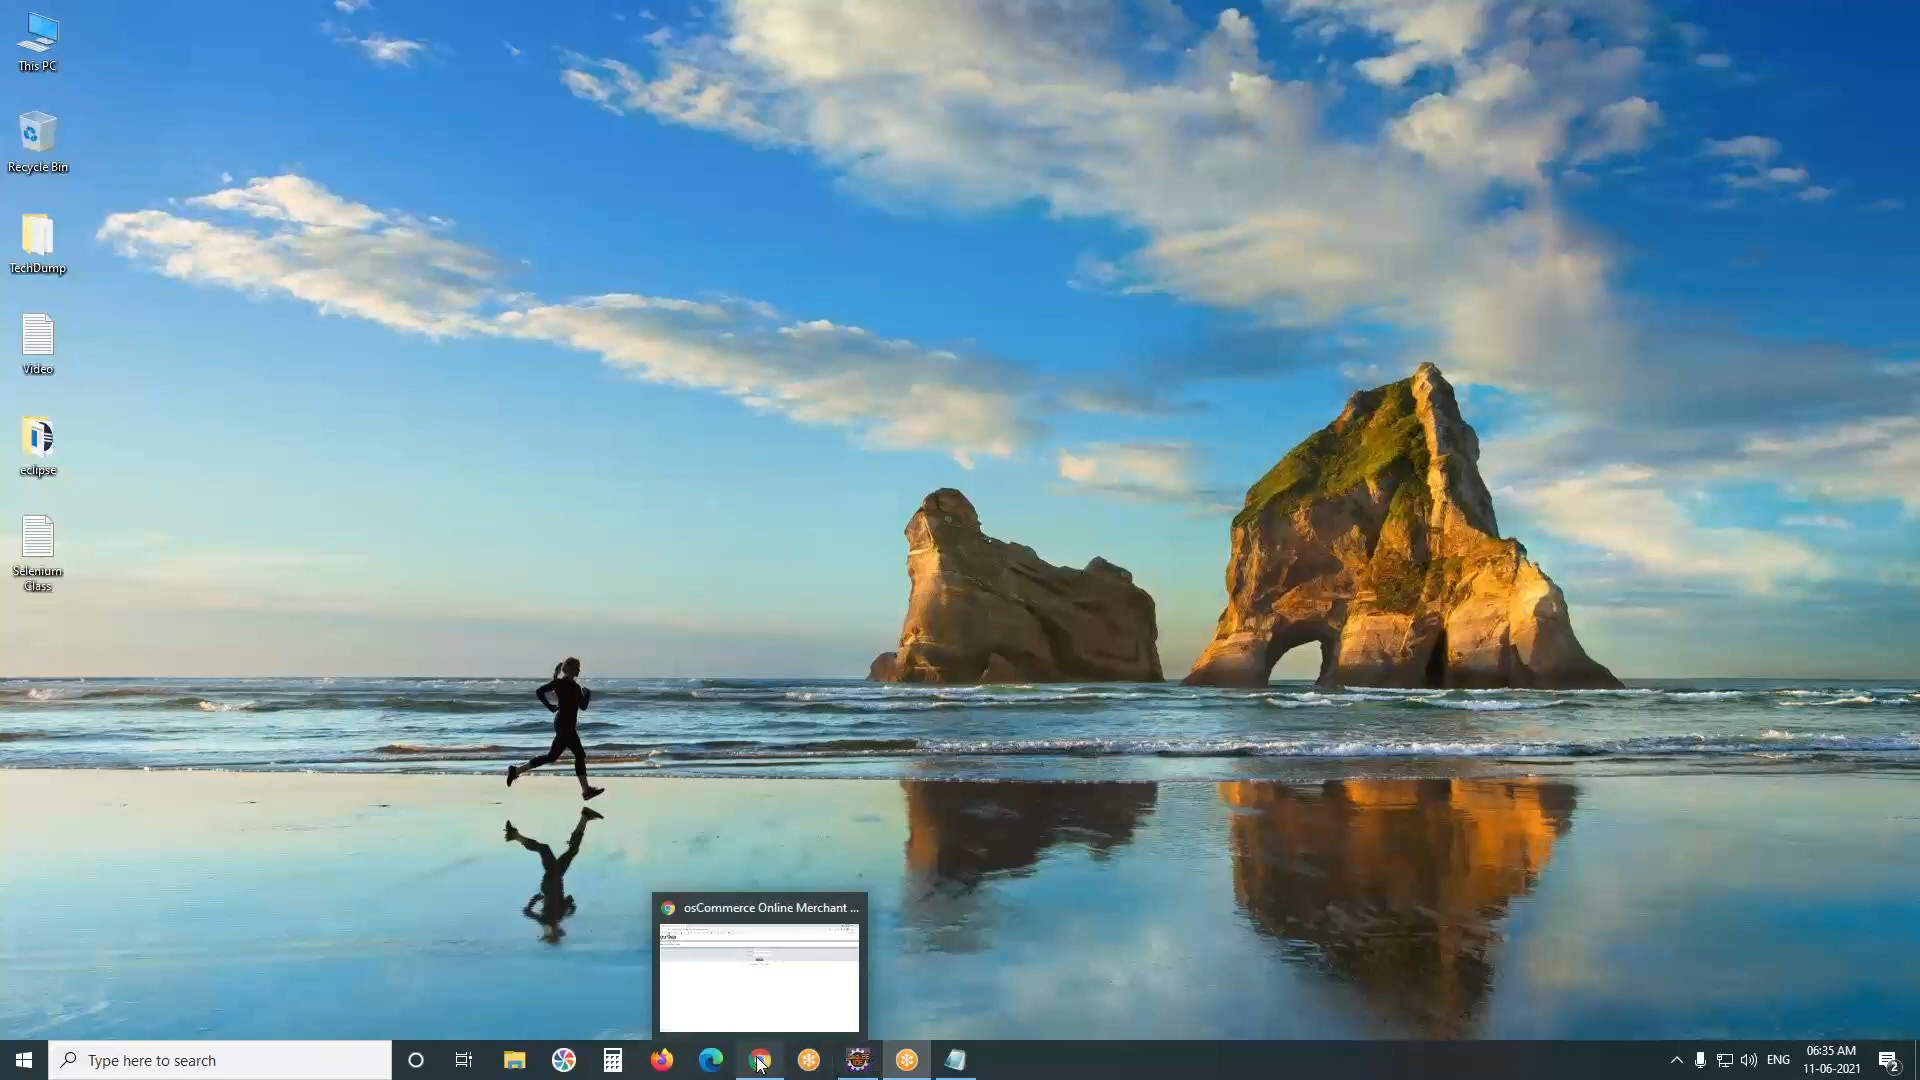 This PC
Recycle Bin
TechDump
Video
eclipse
Selenium
Class
osCommerce Online Merchant ...
Type here to search
ENG
06:35 AM
11-06-2021
2